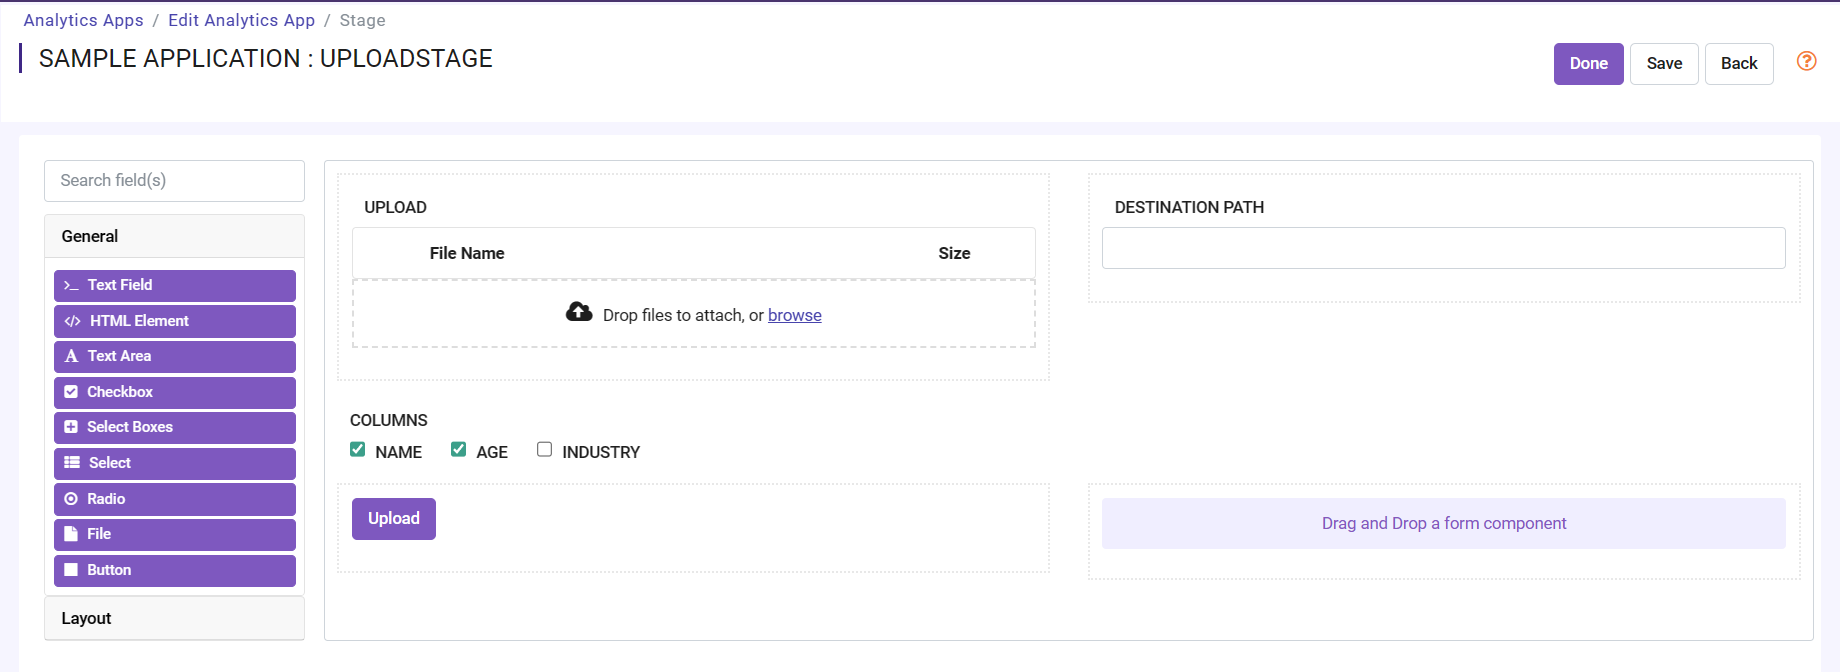 Analytics Apps / Edit Analytics App / Stage
SAMPLE APPLICATION : UPLOADSTAGE
Done
Save
Back
?
Search field(s)
General
Text Field
HTML Element
Text Area
Checkbox
Select Boxes
Select
Radio
File
Button
Layout
UPLOAD
File Name Size
Drop files to attach, or browse
DESTINATION PATH
COLUMNS
NAME AGE INDUSTRY
Upload
Drag and Drop a form component